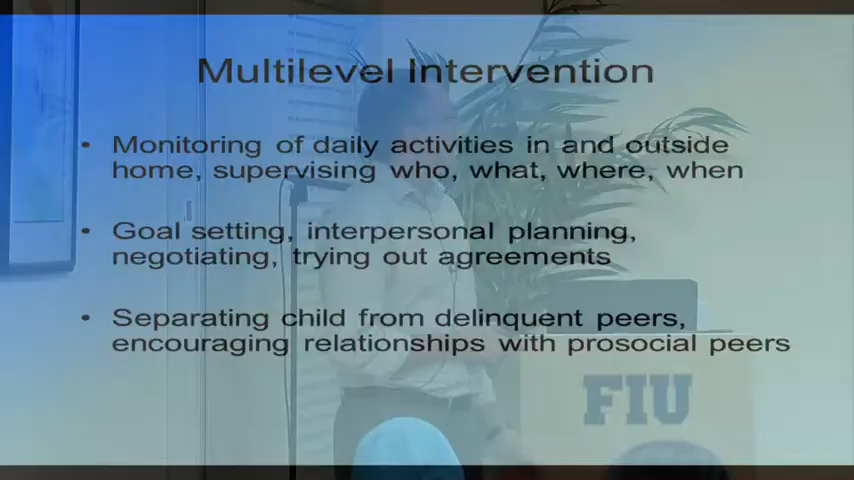 Multilevel Intervention
• Monitoring of daily activities in and outside
home, supervising who, what, where, when
• Goal setting, interpersonal planning,
negotiating, trying out agreements
• Separating child from delinquent peers,
encouraging relationships with prosocial peers
FIU